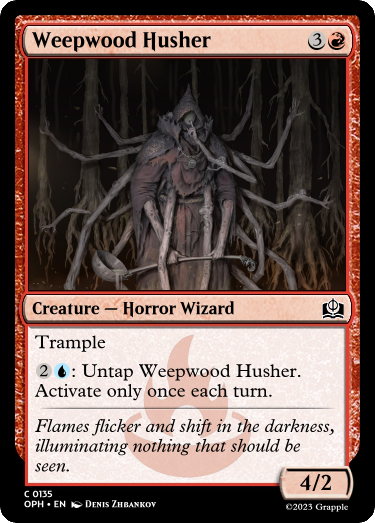 Weepwood Husher 3
Creature — Horror Wizard
Trample
2: Untap Weepwood Husher.
Activate only once each turn.
Flames flicker and shift in the darkness,
illuminating nothing that should be
seen.
4/2
C 0135
OPH • EN Denis Zhbankov
©2023 Grapple